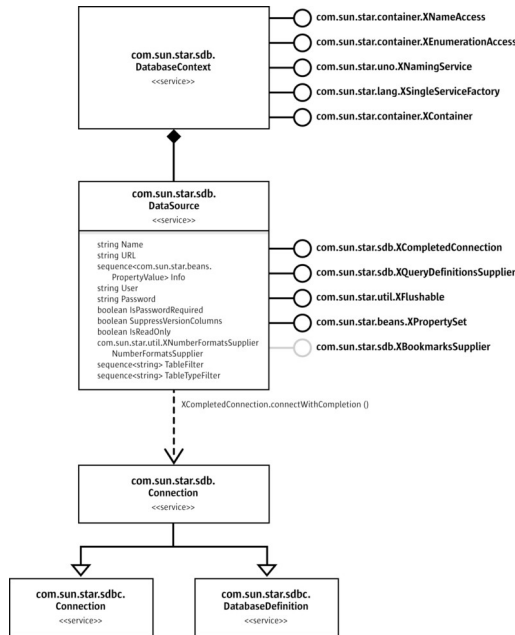 com.sun.star.sdb.
DatabaseContext
<<service>>
com.sun.star.container.XNameAccess
com.sun.star.container.XEnumerationAccess
com.sun.star.uno.XNamingService
com.sun.star.lang.XSingleServiceFactory
com.sun.star.container.XContainer
com.sun.star.sdb.
DataSource
<<service>>
string Name
string URL
sequence<com.sun.star.beans.
PropertyValue> Info
string User
string Password
boolean IsPasswordRequired
boolean SuppressVersionColumns
boolean IsReadOnly
com.sun.star.util.XNumberFormatsSupplier
NumberFormatsSupplier
sequence<string> TableFilter
sequence<string> TableTypeFilter
com.sun.star.sdb.XCompletedConnection
com.sun.star.sdb.XQueryDefinitionsSupplier
com.sun.star.util.XFlushable
com.sun.star.beans.XPropertySet
com.sun.star.sdb.XBookmarksSupplier
XCompletedConnection.connectWithCompletion ()
com.sun.star.sdb.
Connection
<<service>>
com.sun.star.sdbc.
Connection
<<service>>
com.sun.star.sdbc.
DatabaseDefinition
<<service>>